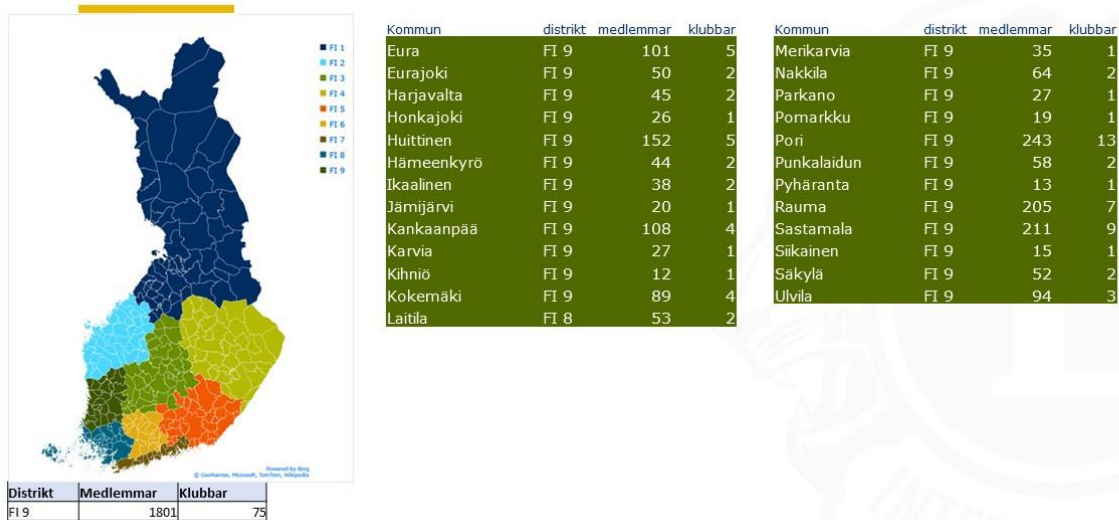 FI 1
FI 2
FI 3
FI 4
FI 5
FI 6
FI 7
FI 8
FI 9
Powered by Bing
© GeoNames, Microsoft, TomTom, Wikipedia
Distrikt Medlemmar Klubbar
FI 9 1801 75
Kommun distrikt medlemmar klubbar
Eura FI 9 101 5
Eurajoki FI 9 50 2
Harjavalta FI 9 45 2
Honkajoki FI 9 26 1
Huittinen FI 9 152 5
Hämeenkyrö FI 9 44 2
Ikaalinen FI 9 38 2
Jämijärvi FI 9 20 1
Kankaanpää FI 9 108 4
Karvia FI 9 27 1
Kihniö FI 9 12 1
Kokemäki FI 9 89 4
Laitila FI 8 53 2
Kommun distrikt medlemmar klubbar
Merikarvia FI 9 35 1
Nakkila FI 9 64 2
Parkano FI 9 27 1
Pomarkku FI 9 19 1
Pori FI 9 243 13
Punkalaidun FI 9 58 2
Pyhäranta FI 9 13 1
Rauma FI 9 205 7
Sastamala FI 9 211 9
Siikainen FI 9 15 1
Säkylä FI 9 52 2
Ulvila FI 9 94 3